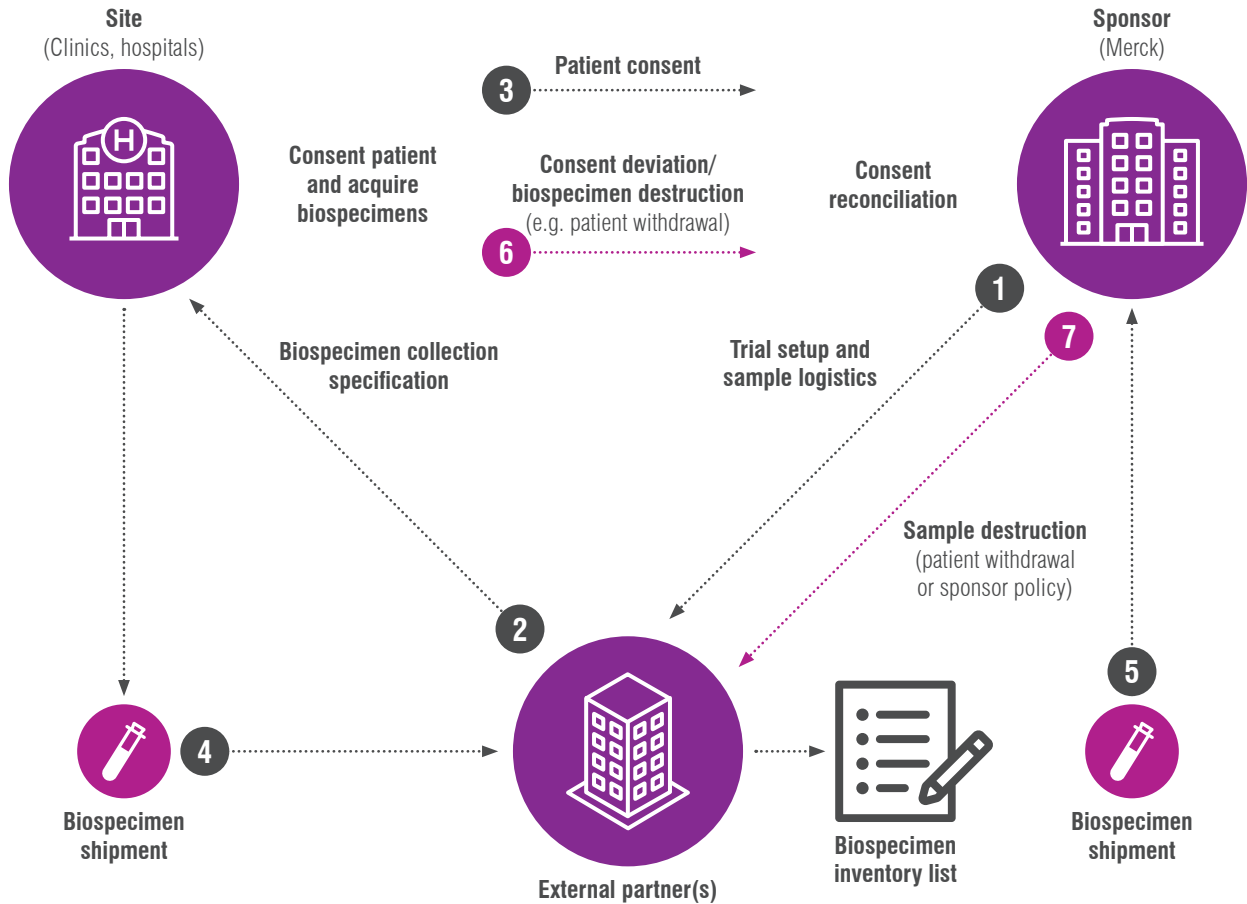 Site
(Clinics, hospitals)
Sponsor
(Merck)
3
Patient consent
H
Consent patient
and acquire
biospecimens
Consent deviation/
biospecimen destruction
(e.g. patient withdrawal)
6
Consent
reconciliation
1
7
Biospecimen collection
specification
Trial setup and
sample logistics
Sample destruction
(patient withdrawal
or sponsor policy)
2
5
4
Biospecimen
shipment
External partner(s)
Biospecimen
inventory list
Biospecimen
shipment